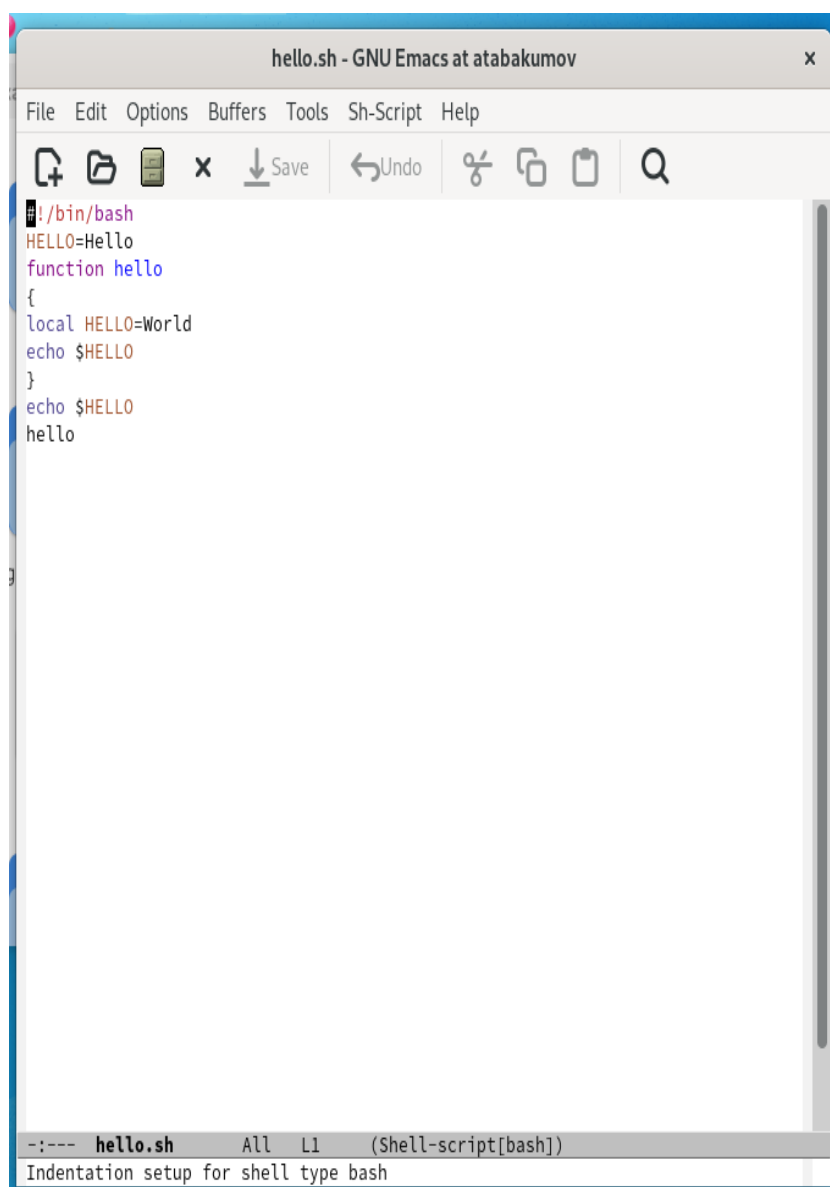 hello.sh - GNU Emacs at atabakumov
File Edit Options Buffers Tools Sh-Script Help
Save Undo
#!/bin/bash
HELLO=Hello
function hello
{
local HELLO=World
echo $HELLO
}
echo $HELLO
hello
-:--- hello.sh All L1 (Shell-script[bash])
Indentation setup for shell type bash